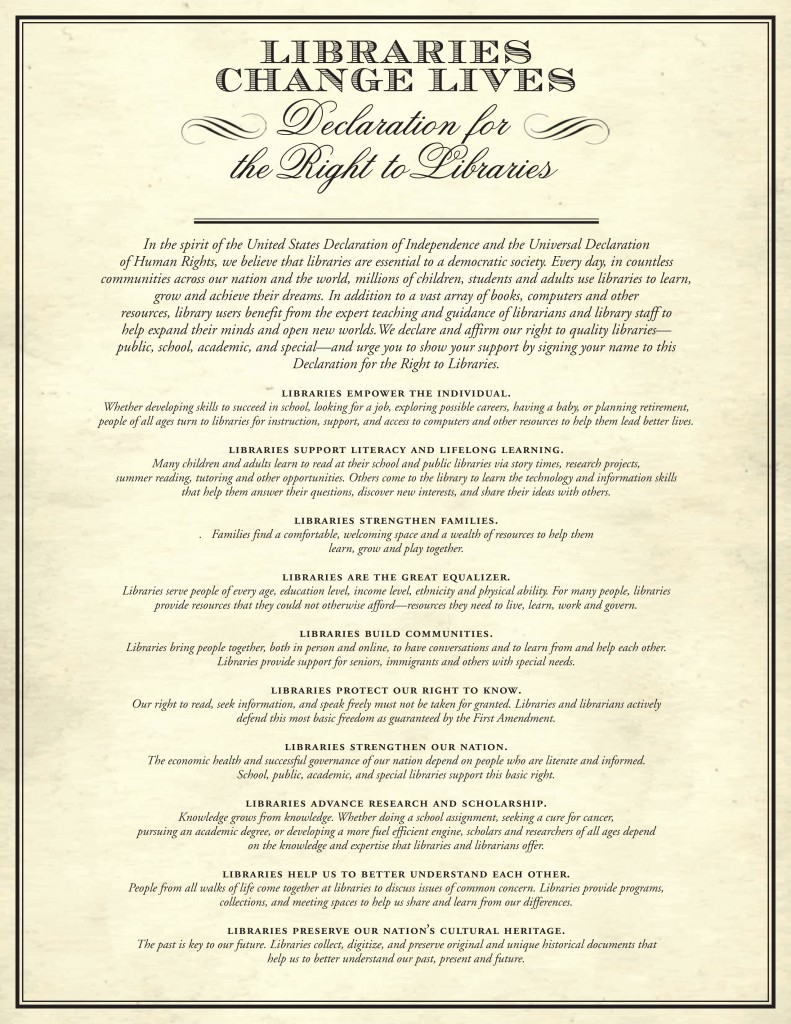 LIBRARIES
CHANGE LIVES
Declaration for
the Right to Libraries
In the spirit of the United States Declaration of Independence and the Universal Declaration
of Human Rights, we believe that libraries are essential to a democratic society. Every day, in countless
communities across our nation and the world, millions of children, students and adults use libraries to learn,
grow and achieve their dreams. In addition to a vast array of books, computers and other
resources, library users benefit from the expert teaching and guidance of librarians and library staff to
help expand their minds and open new worlds. We declare and affirm our right to quality libraries—
public, school, academic, and special—and urge you to show your support by signing your name to this
Declaration for the Right to Libraries.
LIBRARIES EMPOWER THE INDIVIDUAL.
Whether developing skills to succeed in school, looking for a job, exploring possible careers, having a baby, or planning retirement,
people of all ages turn to libraries for instruction, support, and access to computers and other resources to help them lead better lives.
LIBRARIES SUPPORT LITERACY AND LIFELONG LEARNING.
Many children and adults learn to read at their school and public libraries via story times, research projects,
summer reading, tutoring and other opportunities. Others come to the library to learn the technology and information skills
that help them answer their questions, discover new interests, and share their ideas with others.
LIBRARIES STRENGTHEN FAMILIES.
. Families find a comfortable, welcoming space and a wealth of resources to help them
learn, grow and play together.
LIBRARIES ARE THE GREAT EQUALIZER.
Libraries serve people of every age, education level, income level, ethnicity and physical ability. For many people, libraries
provide resources that they could not otherwise afford—resources they need to live, learn, work and govern.
LIBRARIES BUILD COMMUNITIES.
Libraries bring people together, both in person and online, to have conversations and to learn from and help each other.
Libraries provide support for seniors, immigrants and others with special needs.
LIBRARIES PROTECT OUR RIGHT TO KNOW.
Our right to read, seek information, and speak freely must not be taken for granted. Libraries and librarians actively
defend this most basic freedom as guaranteed by the First Amendment.
LIBRARIES STRENGTHEN OUR NATION.
The economic health and successful governance of our nation depend on people who are literate and informed.
School, public, academic, and special libraries support this basic right.
LIBRARIES ADVANCE RESEARCH AND SCHOLARSHIP.
Knowledge grows from knowledge. Whether doing a school assignment, seeking a cure for cancer,
pursuing an academic degree, or developing a more fuel efficient engine, scholars and researchers of all ages depend
on the knowledge and expertise that libraries and librarians offer.
LIBRARIES HELP US TO BETTER UNDERSTAND EACH OTHER.
People from all walks of life come together at libraries to discuss issues of common concern. Libraries provide programs,
collections, and meeting spaces to help us share and learn from our differences.
LIBRARIES PRESERVE OUR NATION'S CULTURAL HERITAGE.
The past is key to our future. Libraries collect, digitize, and preserve original and unique historical documents that
help us to better understand our past, present and future.